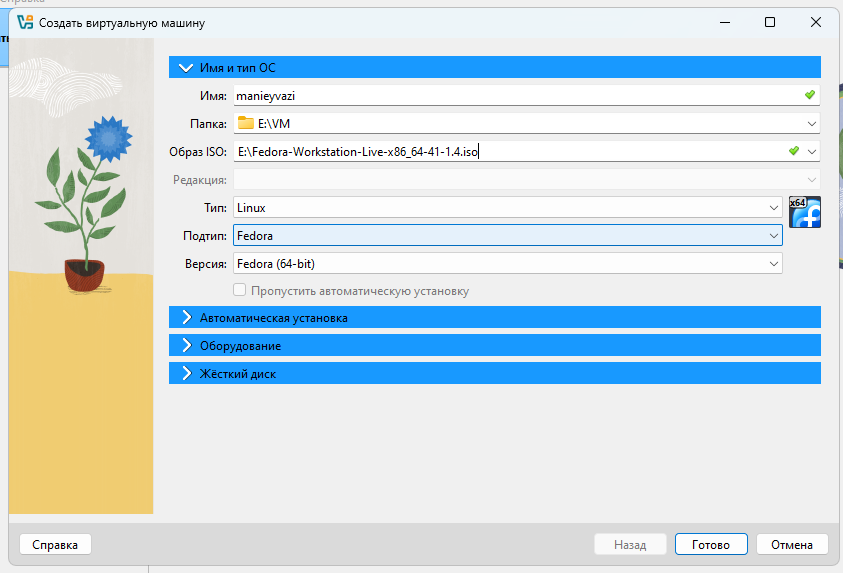 Справка
Создать виртуальную машину
Имя и тип ОС
Имя: manieyvazi
Папка: E:\VM
Образ ISO: E:\Fedora-Workstation-Live-x86_64-41-1.4.iso
Редакция:
Тип: Linux
x64
Подтип: Fedora
Версия: Fedora (64-bit)
Пропустить автоматическую установку
Автоматическая установка
Оборудование
Жёсткий диск
Справка Назад Готово Отмена